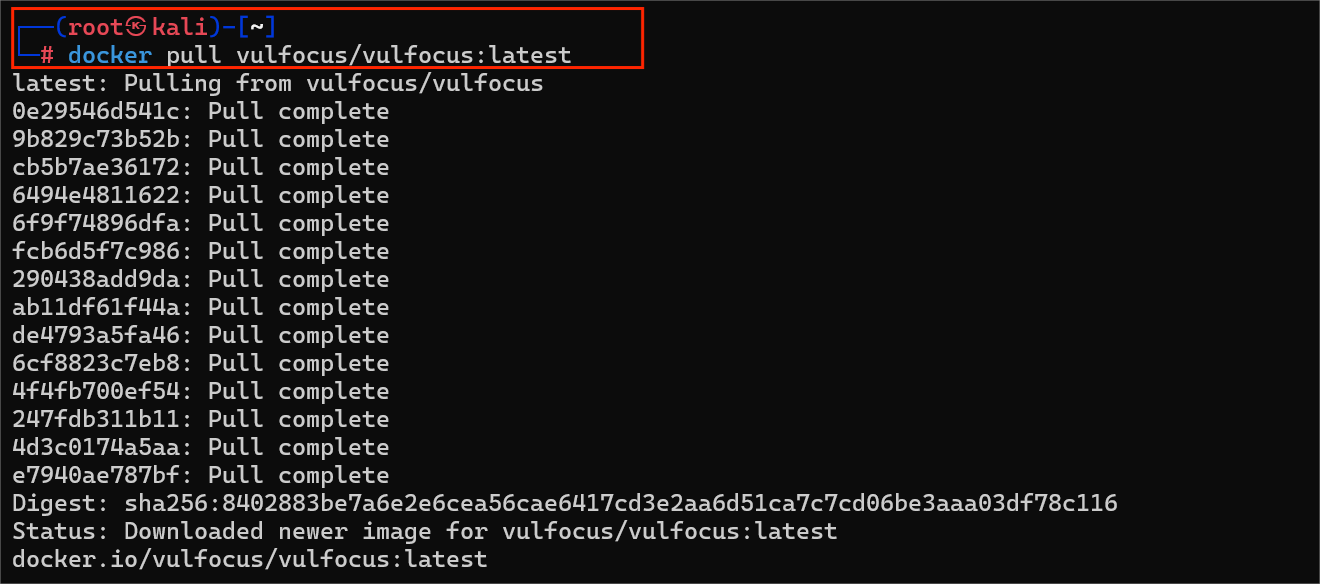 ┌──(root㉿kali)-[~]
└─# docker pull vulfocus/vulfocus:latest
latest: Pulling from vulfocus/vulfocus
0e29546d541c: Pull complete
9b829c73b52b: Pull complete
cb5b7ae36172: Pull complete
6494e4811622: Pull complete
6f9f74896dfa: Pull complete
fcb6d5f7c986: Pull complete
290438add9da: Pull complete
ab11df61f44a: Pull complete
de4793a5fa46: Pull complete
6cf8823c7eb8: Pull complete
4f4fb700ef54: Pull complete
247fdb311b11: Pull complete
4d3c0174a5aa: Pull complete
e7940ae787bf: Pull complete
Digest: sha256:8402883be7a6e2e6cea56cae6417cd3e2aa6d51ca7c7cd06be3aaa03df78c116
Status: Downloaded newer image for vulfocus/vulfocus:latest
docker.io/vulfocus/vulfocus:latest